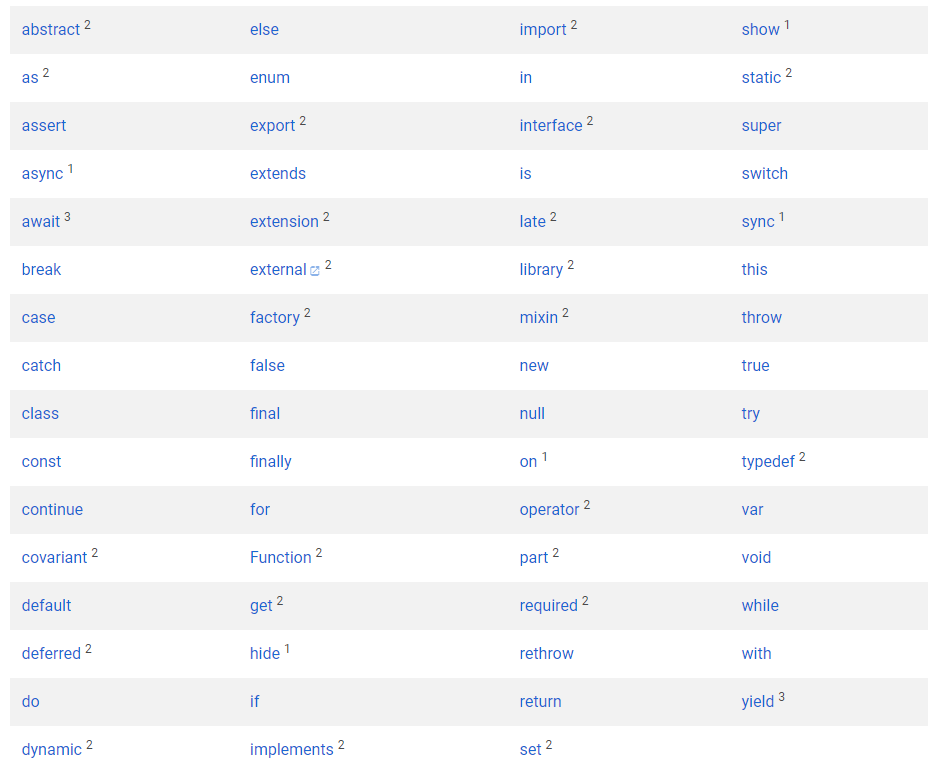 abstract 2 else import 2 show 1
as 2 enum in static 2
assert export 2 interface 2 super
async 1 extends is switch
await 3 extension 2 late 2 sync 1
break external 2 library 2 this
case factory 2 mixin 2 throw
catch false new true
class final null try
const finally on 1 typedef 2
continue for operator 2 var
covariant 2 Function 2 part 2 void
default get 2 required 2 while
deferred 2 hide 1 rethrow with
do if return yield 3
dynamic 2 implements 2 set 2